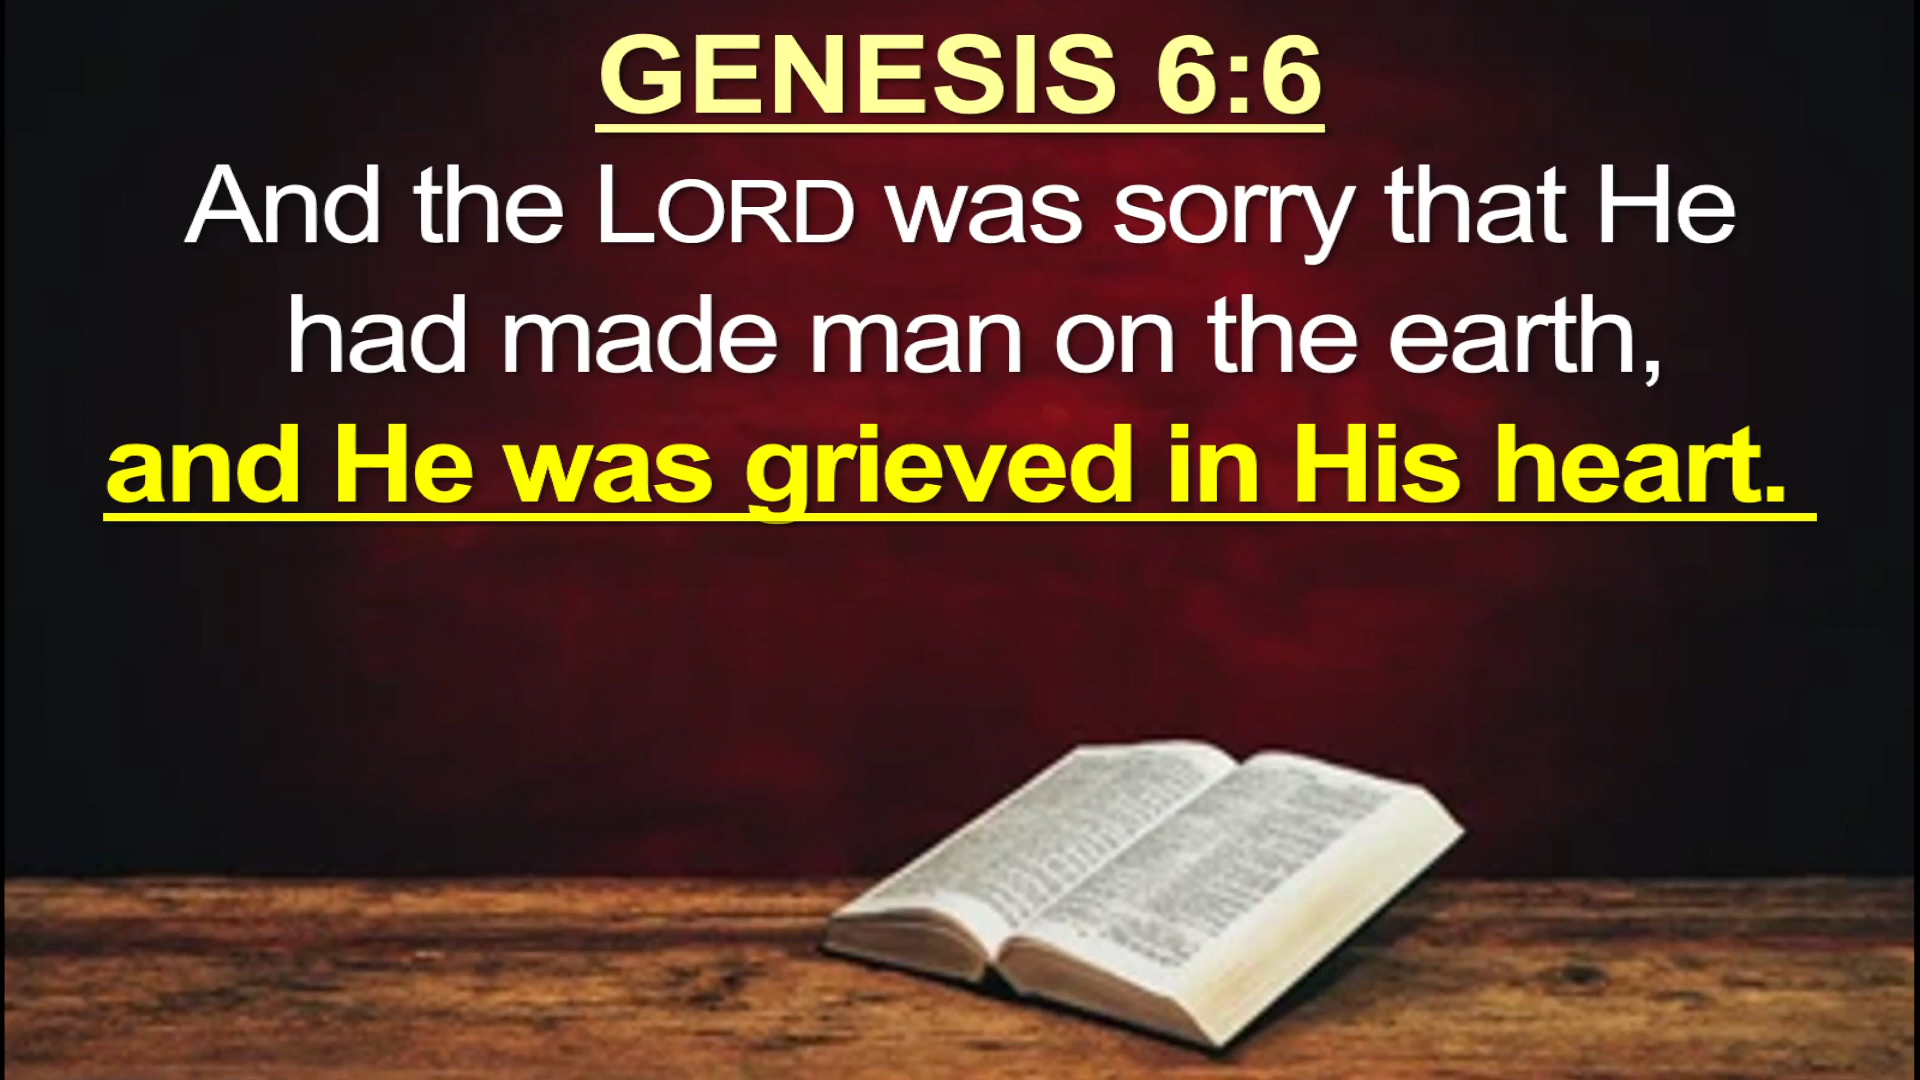 GENESIS 6:6
And the LORD was sorry that He
had made man on the earth,
and He was grieved in His heart.